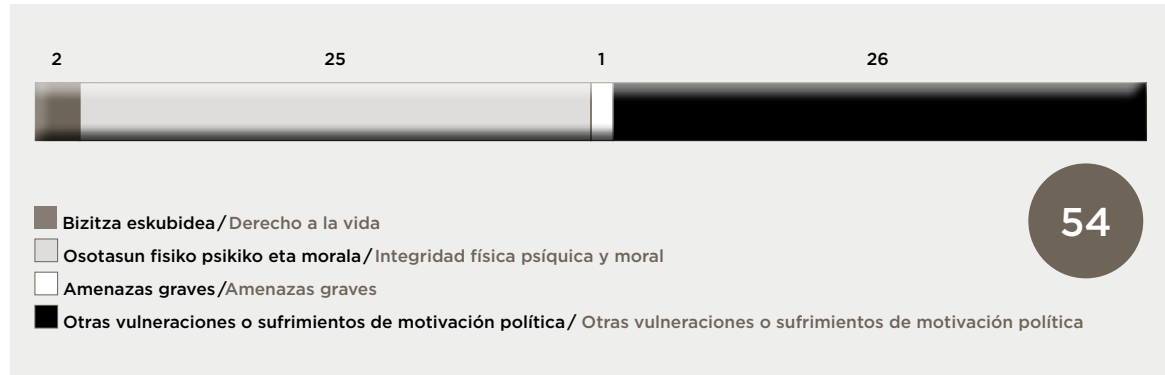 2 25 1 26
54
Bizitza eskubidea/Derecho a la vida
Osotasun fisiko psikiko eta morala/Integridad física psíquica y moral
Amenazas graves/Amenazas graves
Otras vulneraciones o sufrimientos de motivación política/ Otras vulneraciones o sufrimientos de motivación política